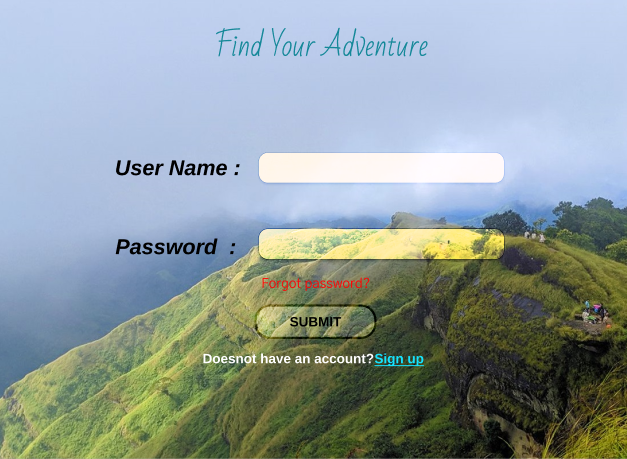 Find Your Adventure
User Name :
Password  :
Forgot password?
SUBMIT
Doesnot have an account?Sign up